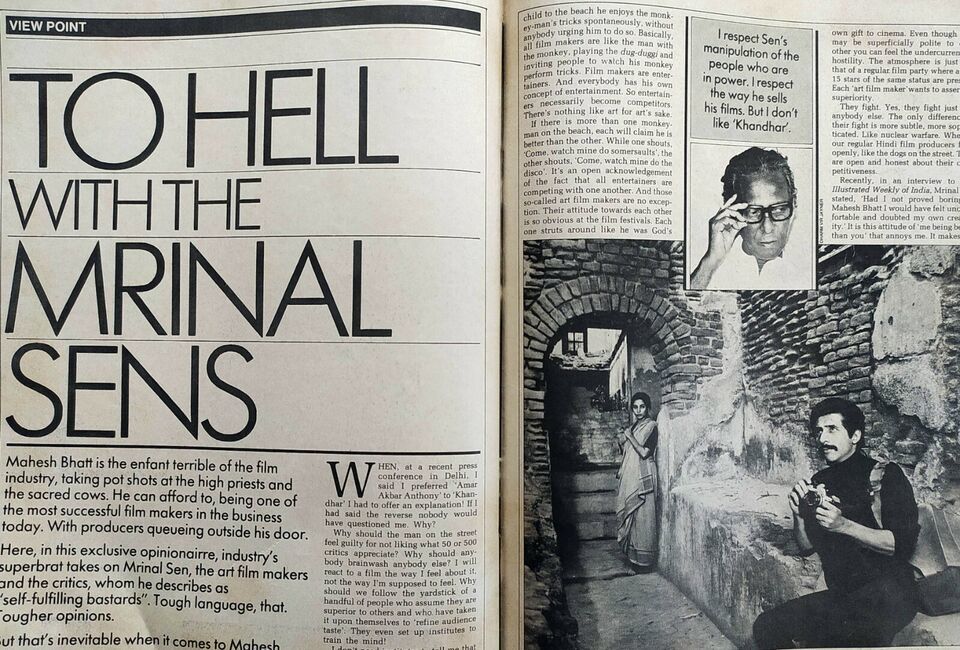 VIEW POINT
TO HELL
WITH THE
MRINAL
SENS
Mahesh Bhatt is the enfant terrible of the film
industry, taking pot shots at the high priests and
the sacred cows. He can afford to, being one of
the most successful film makers in the business
today. With producers queueing outside his door.
Here, in this exclusive opinionairre, industry's
superbrat takes on Mrinal Sen, the art film makers
and the critics, whom he describes as
"self-fulfilling bastards". Tough language, that.
Tougher opinions.
But that's inevitable when it comes to Mahesh
WHEN, at a recent press
conference in Delhi, I
said I preferred 'Amar
Akbar Anthony' to 'Khan-
dhar' I had to offer an explanation! If I
had said the reverse nobody would
have questioned me. Why?
Why should the man on the street
feel guilty for not liking what 50 or 500
critics appreciate? Why should any-
body brainwash anybody else? I will
react to a film the way I feel about it,
not the way I'm supposed to feel. Why
should we follow the yardstick of a
handful of people who assume they are
superior to others and who have taken
it upon themselves to 'refine audience
taste'. They even set up institutes to
train the mind!
child to the beach he enjoys the monk-
ey-man's tricks spontaneously, without
anybody urging him to do so. Basically,
all film makers are like the man with
the monkey, playing the dug-duggi and
inviting people to watch his monkey
perform tricks. Film makers are enter-
tainers. And everybody has his own
concept of entertainment. So entertain-
ers necessarily become competitors.
There's nothing like art for art's sake.
If there is more than one monkey-
man on the beach, each will claim he is
better than the other. While one shouts,
'Come, watch mine do somersaults', the
other shouts, 'Come, watch mine do the
disco'. It's an open acknowledgement
of the fact that all entertainers are
competing with one another. And those
so-called art film makers are no excep-
tion. Their attitude towards each other
is so obvious at the film festivals. Each
one struts around like he was God's
I respect Sen's
manipulation of the
people who are
in power. I respect
the way he sells
his films. But I don't
like 'Khandhar'.
own gift to cinema. Even though
may be superficially polite to
other you can feel the undercurrent
hostility. The atmosphere is just
that of a regular film party where a
15 stars of the same status are pres
Each 'art film maker' wants to asser
superiority.
They fight. Yes, they fight just
anybody else. The only differenc
their fight is more subtle, more sop
ticated. Like nuclear warfare. Whe
our regular Hindi film producers f
openly, like the dogs on the street. T
are open and honest about their c
petitiveness.
Recently, in an interview to
Illustrated Weekly of India, Mrinal
stated, 'Had I not proved boring
Mahesh Bhatt I would have felt unc
fortable and doubted my own crea
ity.' It is this attitude of 'me being be
than you' that annoys me. It makes